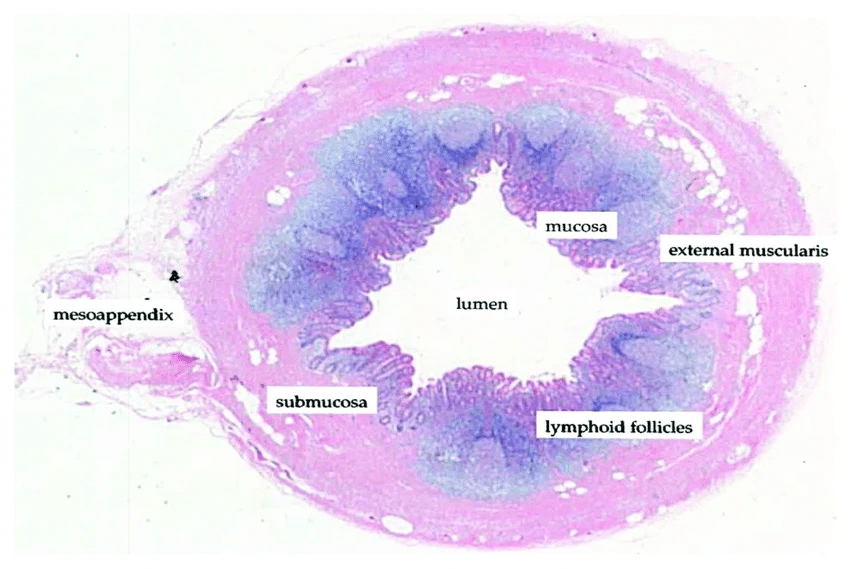 mucosa
external muscularis
lumen
mesoappendix
submucosa
lymphoid follicles